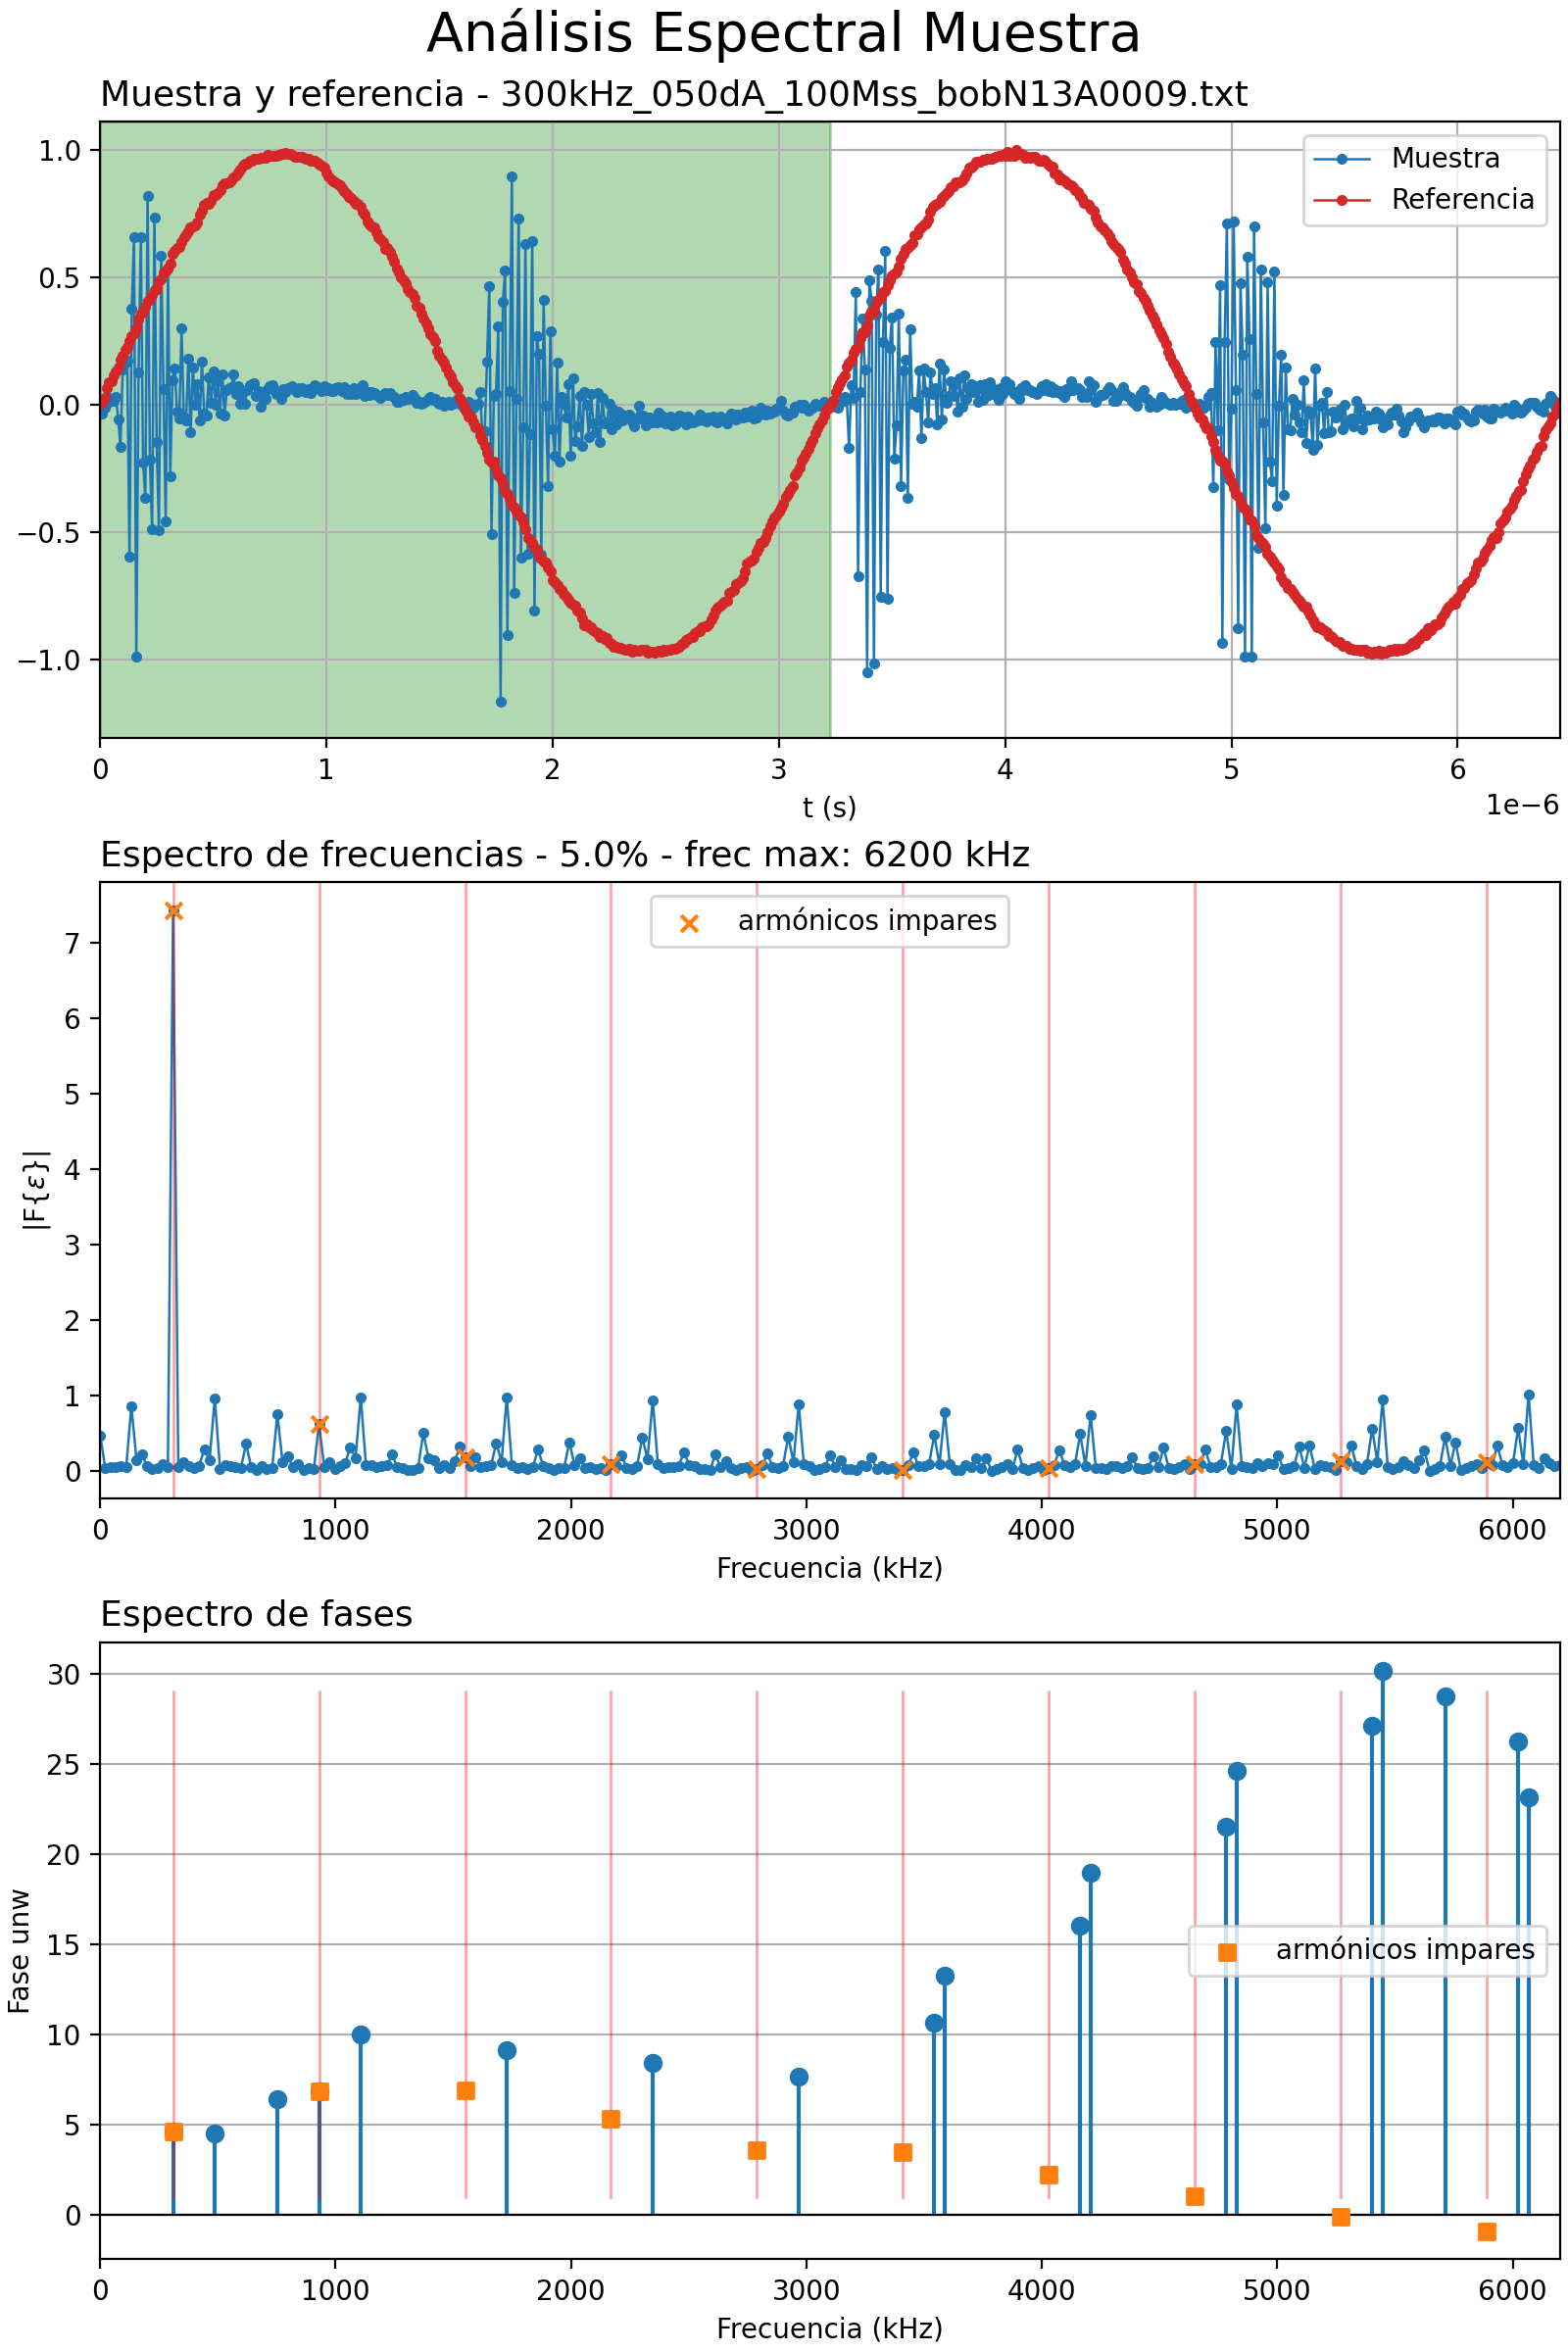 Análisis Espectral Muestra
Muestra y referencia - 300kHz_050dA_100Mss_bobN13A0009.txt
Muestra
Referencia
1.0
0.5
0.0
−0.5
−1.0
0 1 2 3 4 5 6
t (s)
1e−6
Espectro de frecuencias - 5.0% - frec max: 6200 kHz
armónicos impares
7
6
5
4
3
2
1
0
|F{ε}|
0 1000 2000 3000 4000 5000 6000
Frecuencia (kHz)
Espectro de fases
30
25
20
15
10
5
0
Fase unw
armónicos impares
0 1000 2000 3000 4000 5000 6000
Frecuencia (kHz)